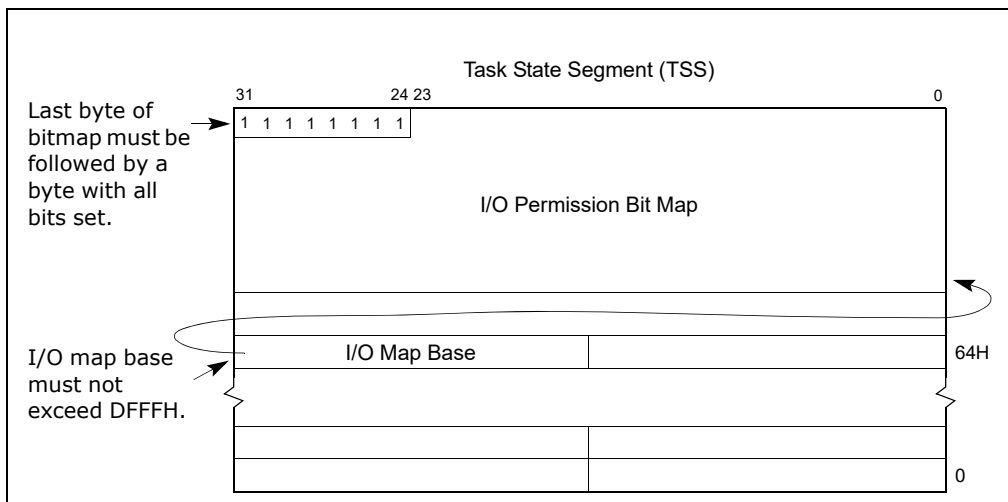 Task State Segment (TSS)
31 24 23 0
Last byte of
bitmap must be
followed by a
byte with all
bits set.
1 1 1 1 1 1 1 1
I/O Permission Bit Map
I/O map base
must not
exceed DFFFH.
I/O Map Base
64H
0